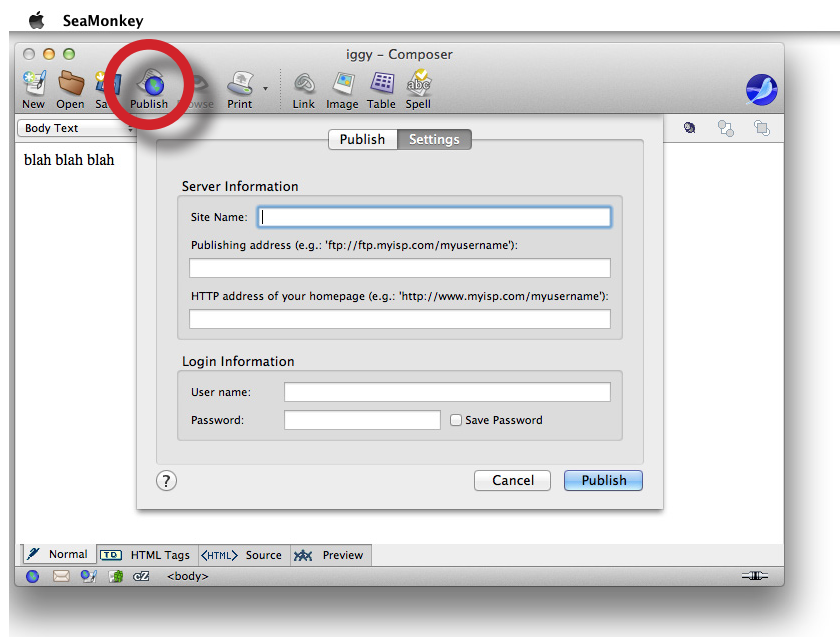 SeaMonkey
iggy – Composer
New Open Save Publish Browse Print Link Image Table Spell
abc
Body Text
blah blah blah
Publish Settings
Server Information
Site Name:
Publishing address (e.g.: 'ftp://ftp.myisp.com/myusername'):
HTTP address of your homepage (e.g.: 'http://www.myisp.com/myusername'):
Login Information
User name:
Password: Save Password
? Cancel Publish
Normal TD HTML Tags <HTML> Source Preview
cZ <body>